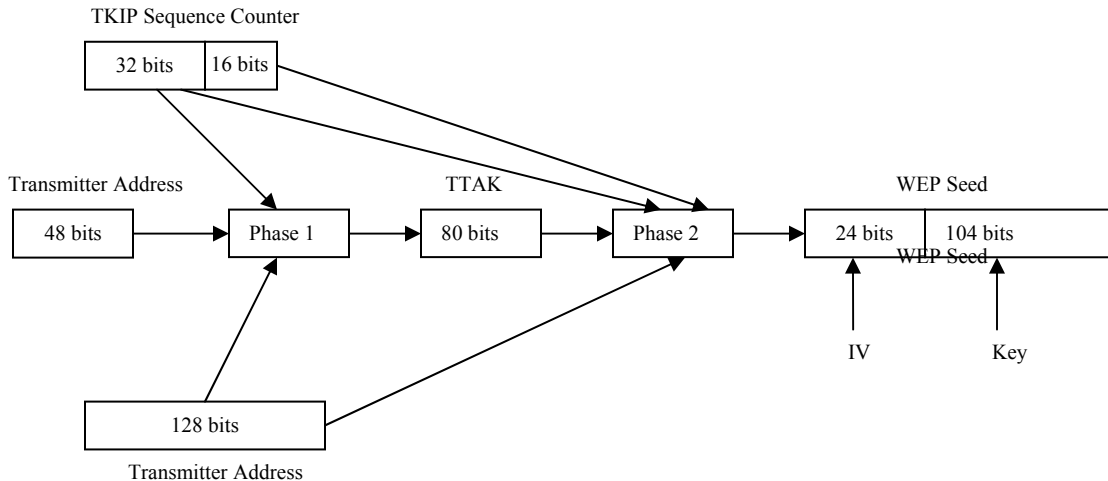 TKIP Sequence Counter
32 bits 16 bits
Transmitter Address TTAK WEP Seed
48 bits Phase 1 80 bits Phase 2 24 bits 104 bits
WEP Seed
IV Key
128 bits
Transmitter Address